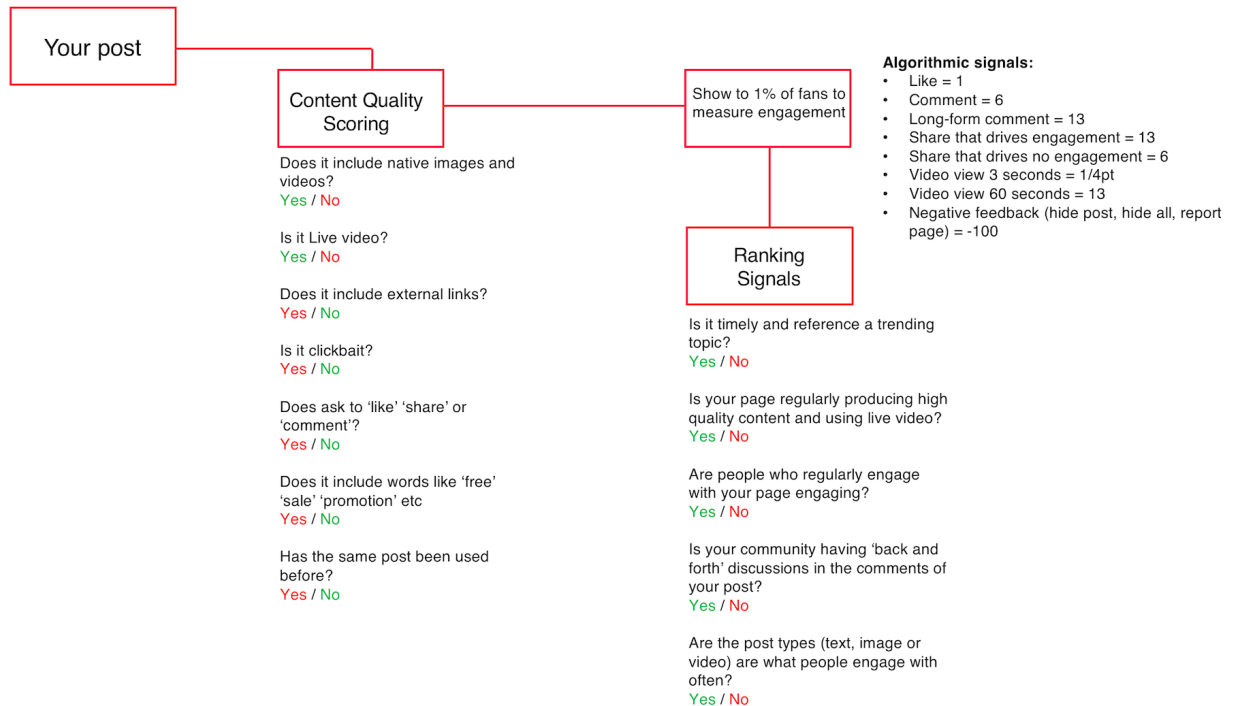 Your post
Content Quality
Scoring
Does it include native images and
videos?
Yes / No
Is it Live video?
Yes / No
Does it include external links?
Yes / No
Is it clickbait?
Yes / No
Does ask to ‘like’ ‘share’ or
‘comment’?
Yes / No
Does it include words like ‘free’
‘sale’ ‘promotion’ etc
Yes / No
Has the same post been used
before?
Yes / No
Show to 1% of fans to
measure engagement
Ranking
Signals
Is it timely and reference a trending
topic?
Yes / No
Is your page regularly producing high
quality content and using live video?
Yes / No
Are people who regularly engage
with your page engaging?
Yes / No
Is your community having ‘back and
forth’ discussions in the comments of
your post?
Yes / No
Are the post types (text, image or
video) are what people engage with
often?
Yes / No
Algorithmic signals:
• Like = 1
• Comment = 6
• Long-form comment = 13
• Share that drives engagement = 13
• Share that drives no engagement = 6
• Video view 3 seconds = 1/4pt
• Video view 60 seconds = 13
• Negative feedback (hide post, hide all, report
page) = -100